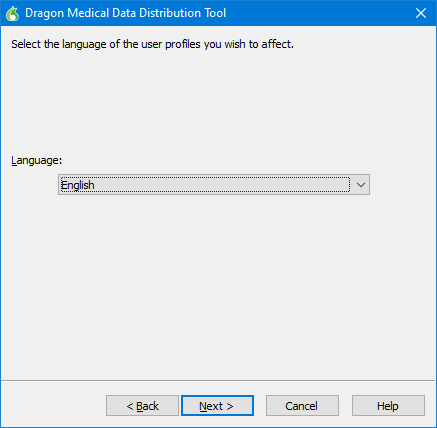 Dragon Medical Data Distribution Tool
Select the language of the user profiles you wish to affect.
Language:
English
< Back
Next >
Cancel
Help